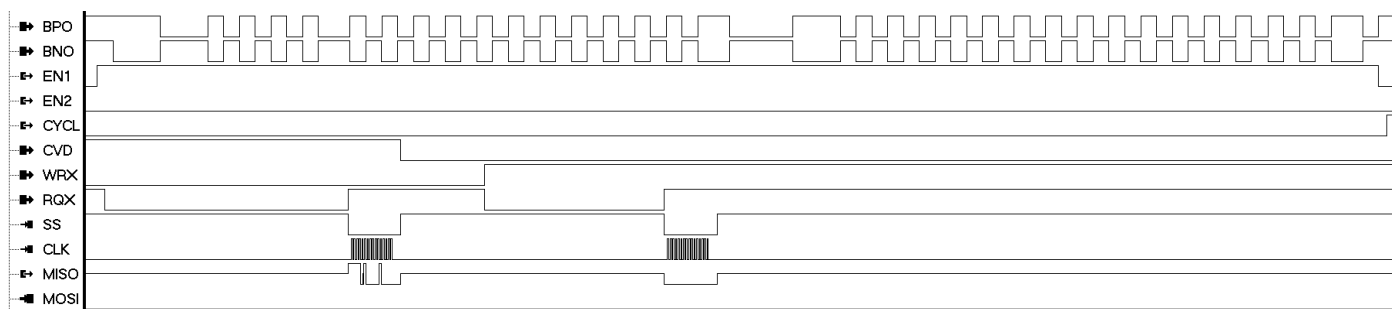 BPO
BNO
EN1
EN2
CYCL
CVD
WRX
RQX
SS
CLK
MISO
MOSI